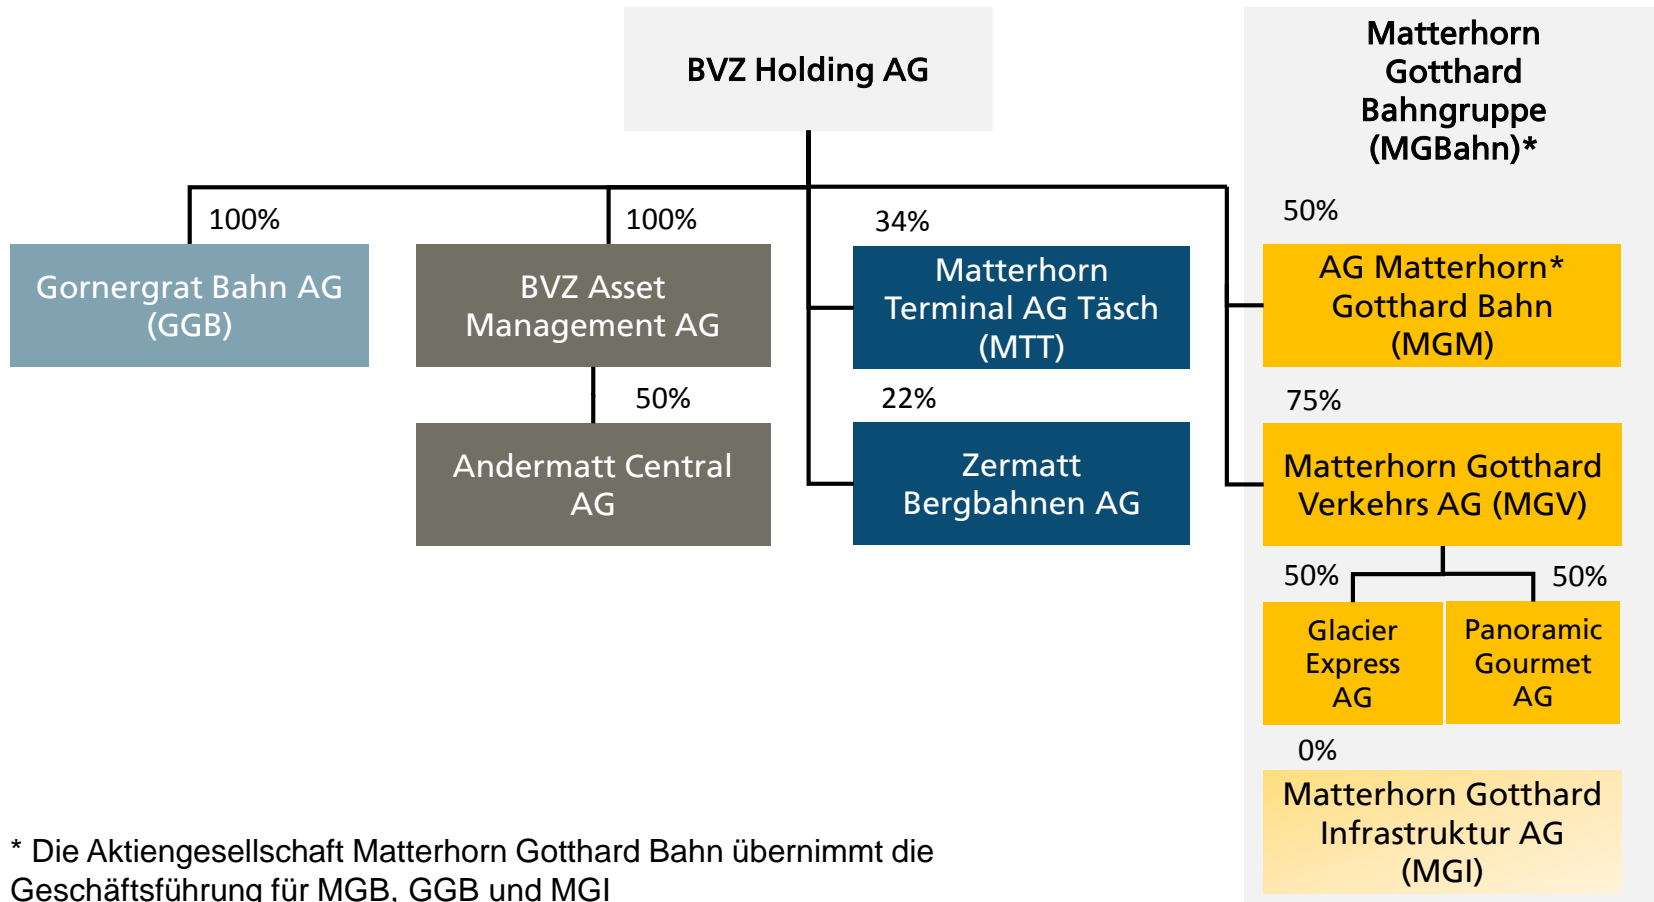 BVZ Holding AG
Matterhorn
Gotthard
Bahngruppe
(MGBahn)*
100%
Gornergrat Bahn AG
(GGB)
100%
BVZ Asset
Management AG
34%
Matterhorn
Terminal AG Täsch
(MTT)
50%
AG Matterhorn*
Gotthard Bahn
(MGM)
50%
Andermatt Central
AG
22%
Zermatt
Bergbahnen AG
75%
Matterhorn Gotthard
Verkehrs AG (MGV)
50%
Glacier
Express
AG
50%
Panoramic
Gourmet
AG
0%
Matterhorn Gotthard
Infrastruktur AG
(MGI)
* Die Aktiengesellschaft Matterhorn Gotthard Bahn übernimmt die
Geschäftsführung für MGB, GGB und MGI